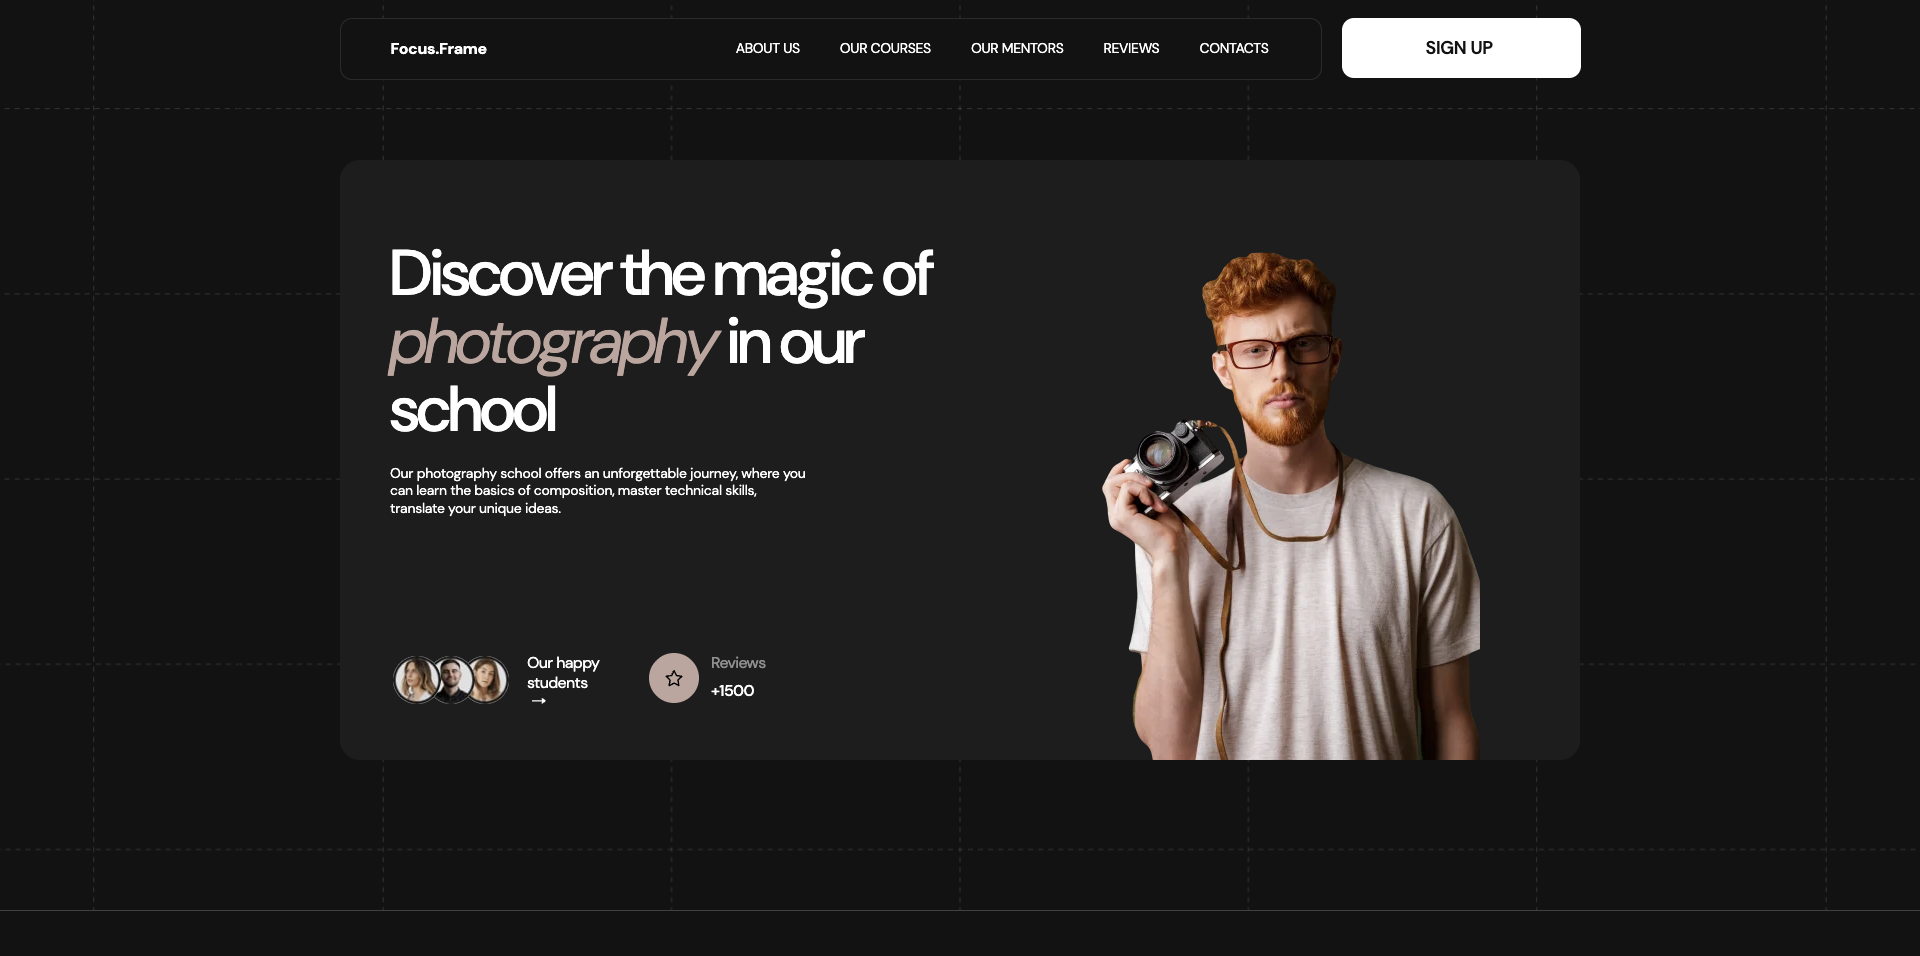 Focus.Frame
ABOUT US
OUR COURSES
OUR MENTORS
REVIEWS
CONTACTS
SIGN UP
Discover the magic of
photography in our
school
Our photography school offers an unforgettable journey, where you
can learn the basics of composition, master technical skills,
translate your unique ideas.
Our happy
students
→
Reviews
+1500